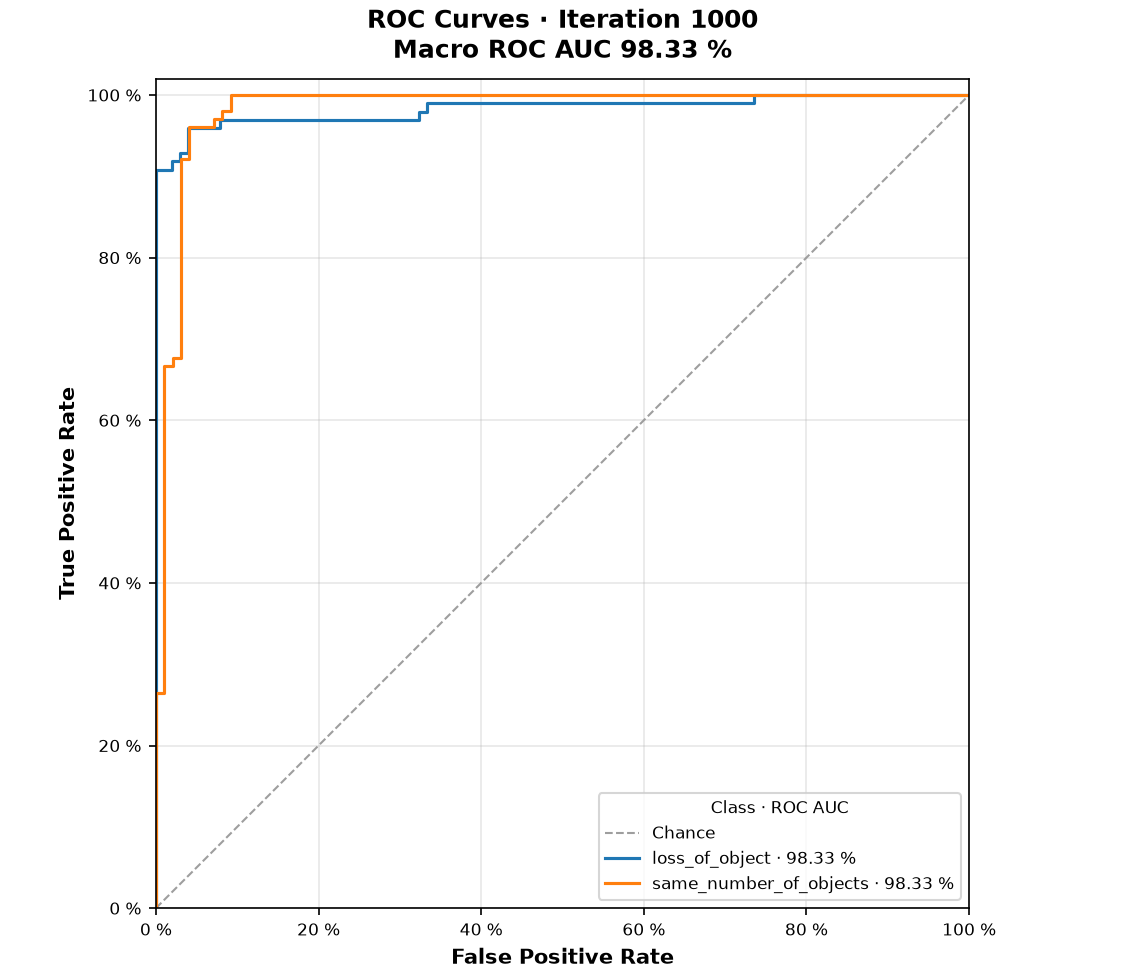 ROC Curves · Iteration 1000
Macro ROC AUC 98.33 %
100 %
80 %
60 %
40 %
20 %
0 %
True Positive Rate
Class · ROC AUC
Chance
loss_of_object · 98.33 %
same_number_of_objects · 98.33 %
0 %
20 %
40 %
60 %
80 %
100 %
False Positive Rate